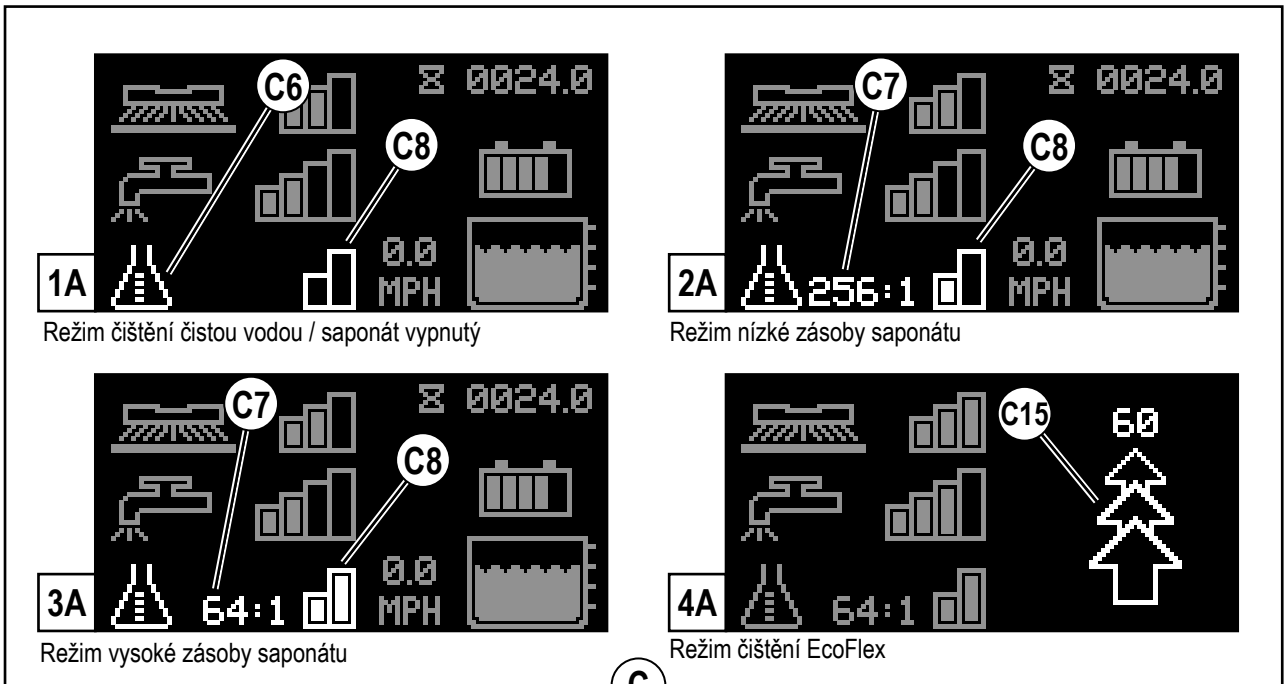 C6
0024.0
C8
0.0
MPH
1A
Režim čištění čistou vodou / saponát vypnutý
C7
0024.0
C8
0.0
MPH
2A
256:1
Režim nízké zásoby saponátu
C7
0024.0
C8
0.0
MPH
3A
64:1
Režim vysoké zásoby saponátu
C15
60
4A
64:1
Režim čištění EcoFlex
C